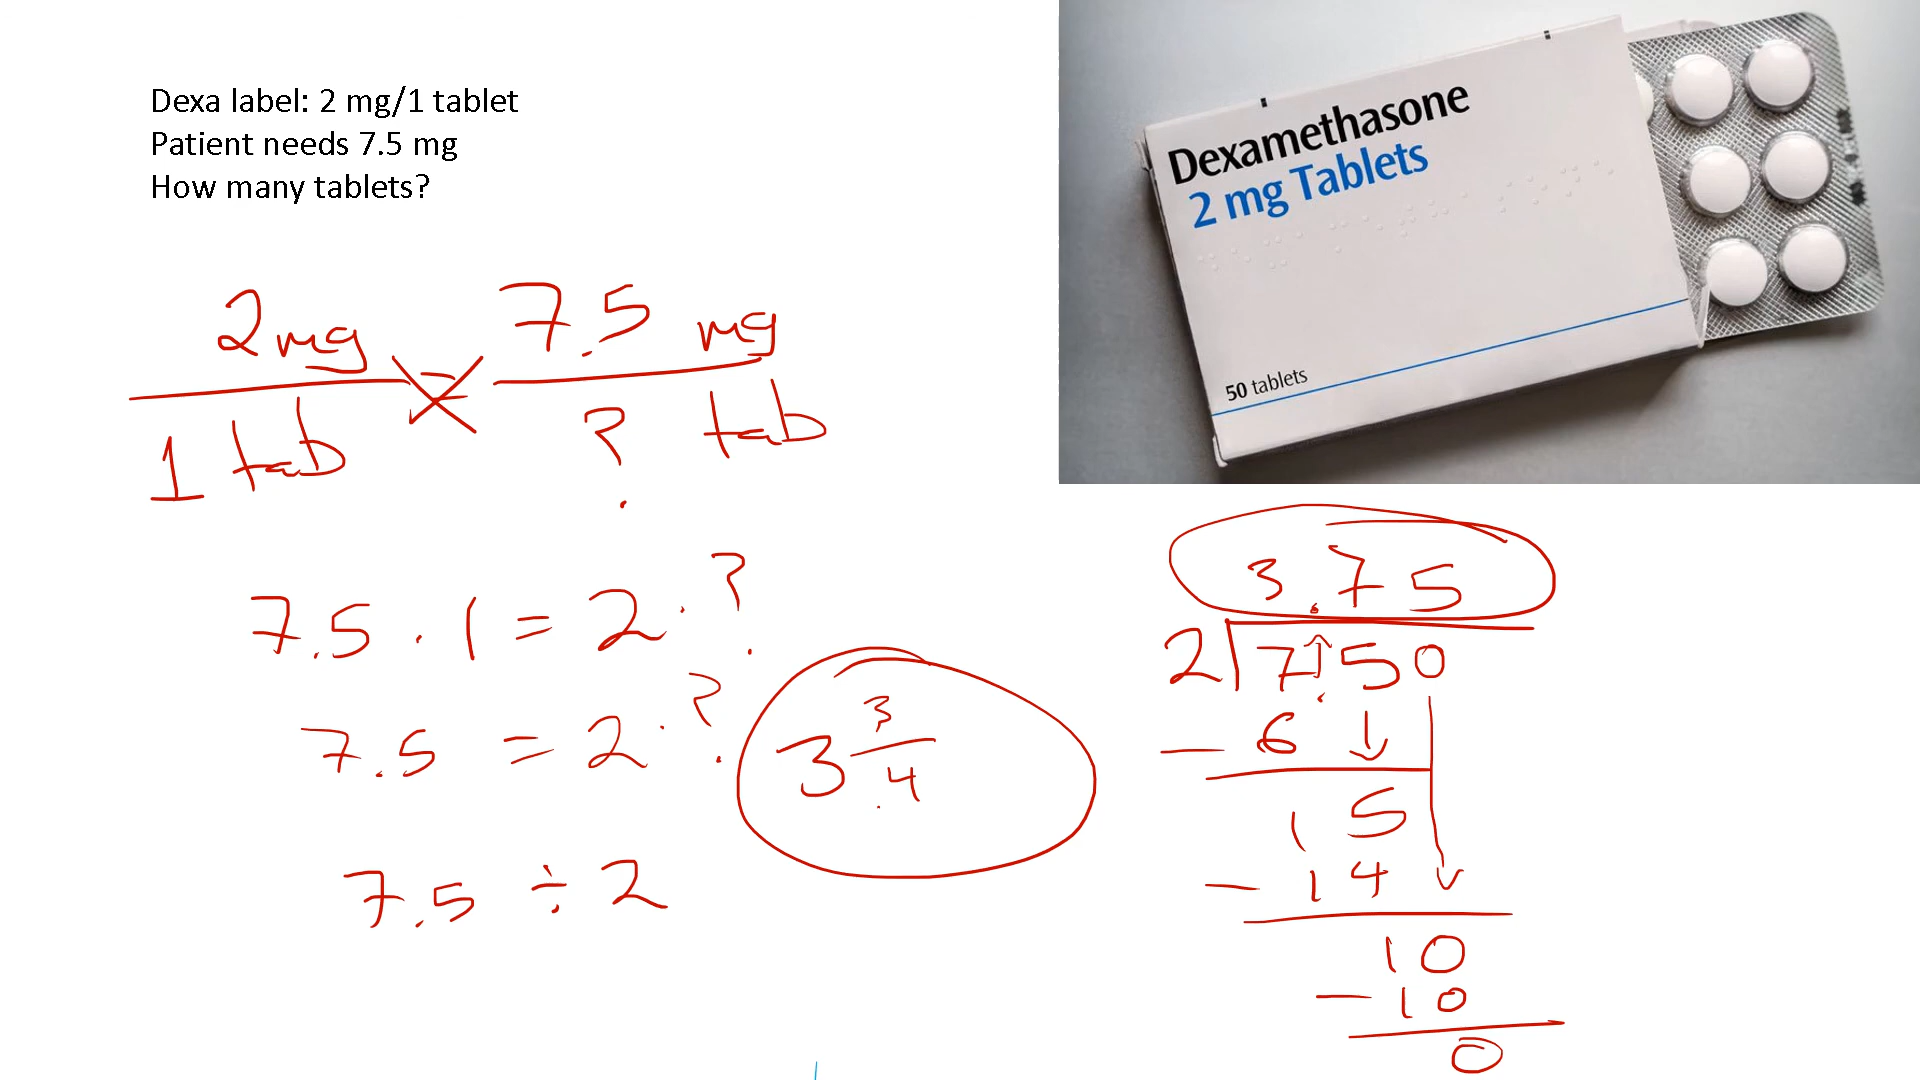 Dexa label: 2 mg/1 tablet
Patient needs 7.5 mg
How many tablets?
Dexamethasone
2 mg Tablets
50 tablets
2 mg = 7.5 mg
1 tab ? tab
7.5 · 1 = 2 · ?
7.5 = 2 · ?
3 3/4
7.5 ÷ 2
3.75
2 7.50
- 6
15
- 14
10
- 10
0